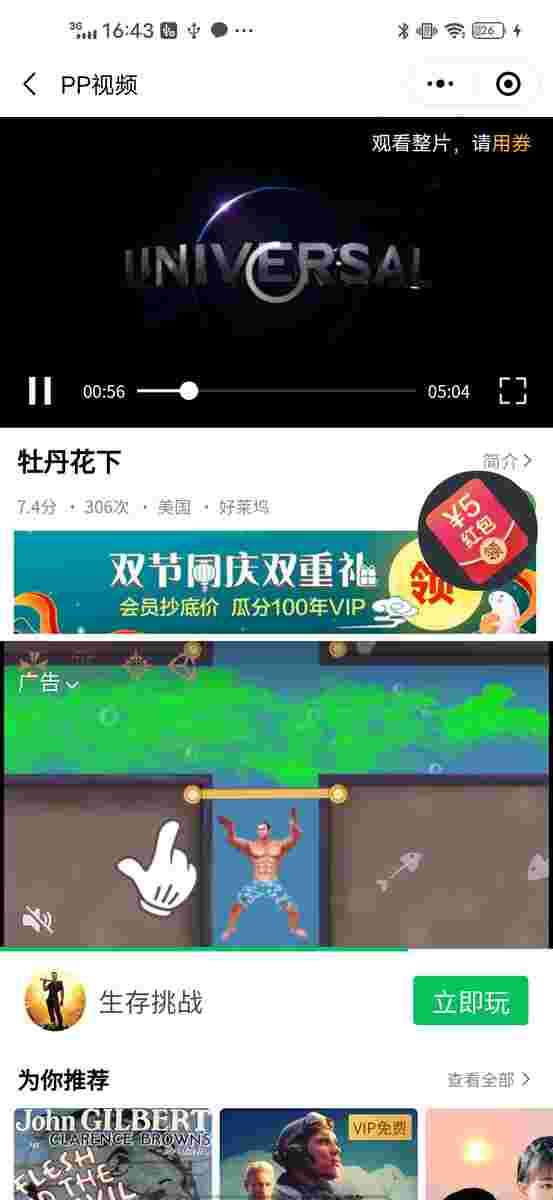 3G 16:43 26
PP视频
观看整片，请用券
UNIVERSAL
00:56 05:04
牡丹花下 简介
7.4分 · 306次 · 美国 · 好莱坞
¥5
红包
领
双节同庆双重礼
会员抄底价 瓜分100年VIP
领
广告
生存挑战 立即玩
为你推荐 查看全部
John GILBERT
CLARENCE BROWN'S
FLESH
VIP免费